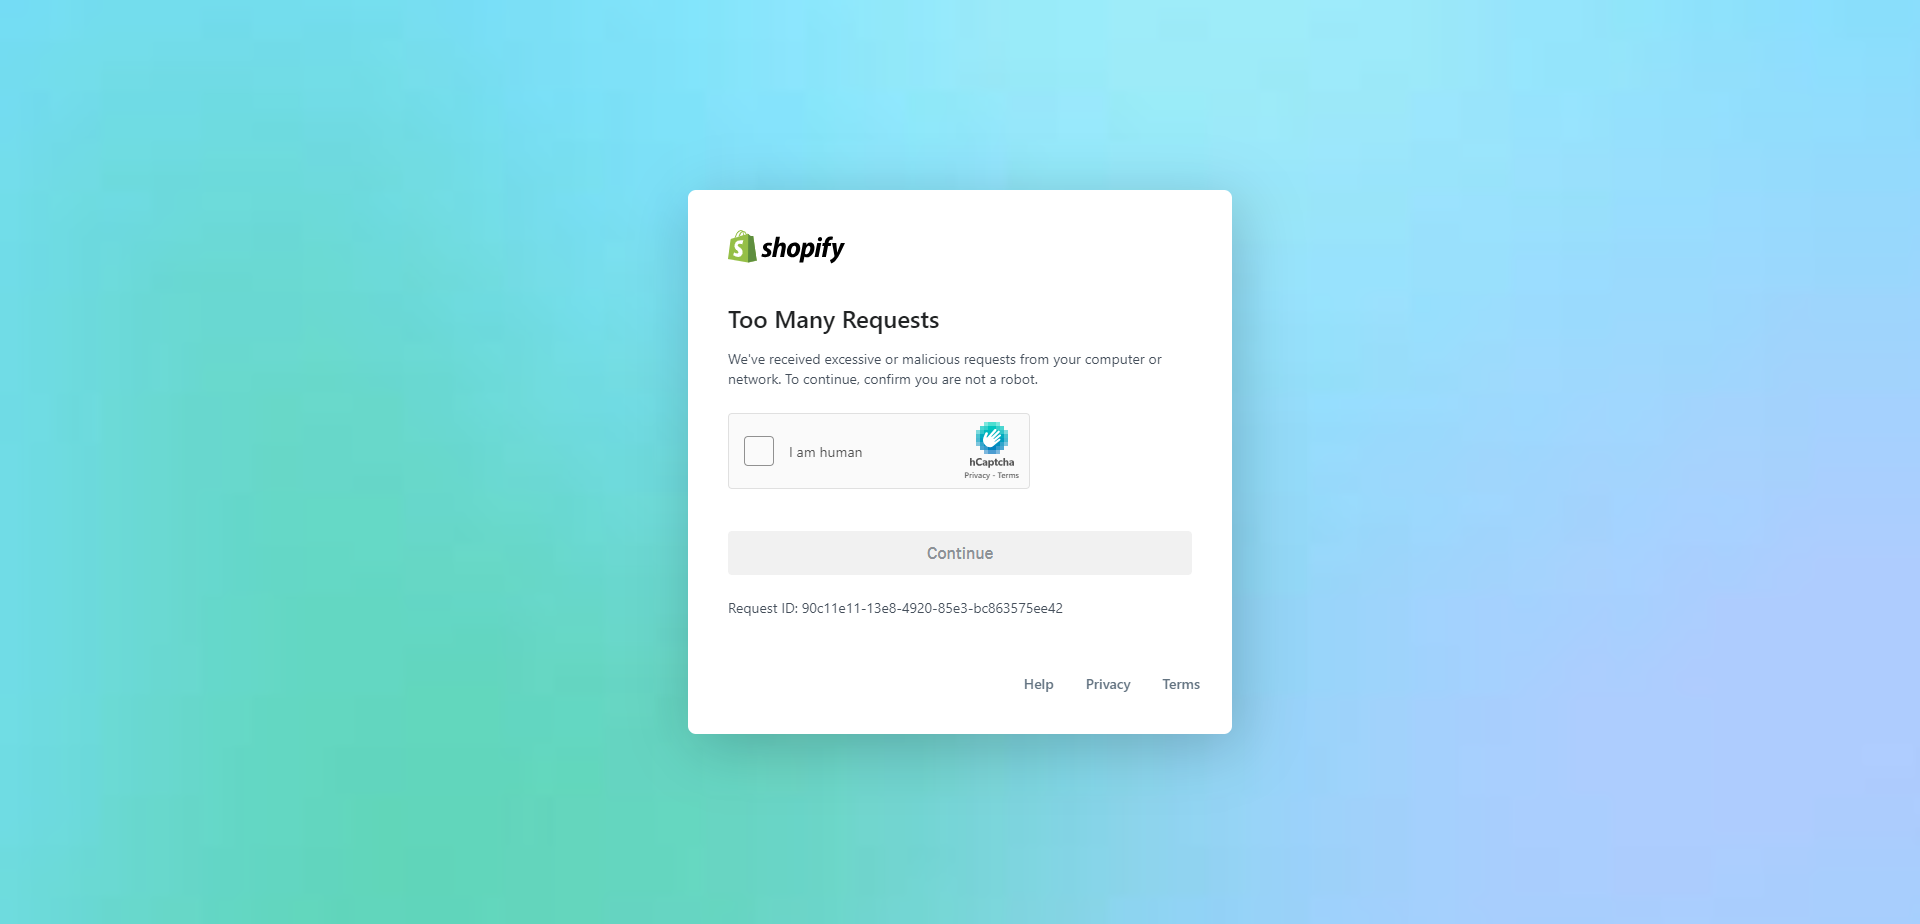 shopify
Too Many Requests
We've received excessive or malicious requests from your computer or
network. To continue, confirm you are not a robot.
I am human
hCaptcha
Privacy - Terms
Continue
Request ID: 90c11e11-13e8-4920-85e3-bc863575ee42
Help Privacy Terms